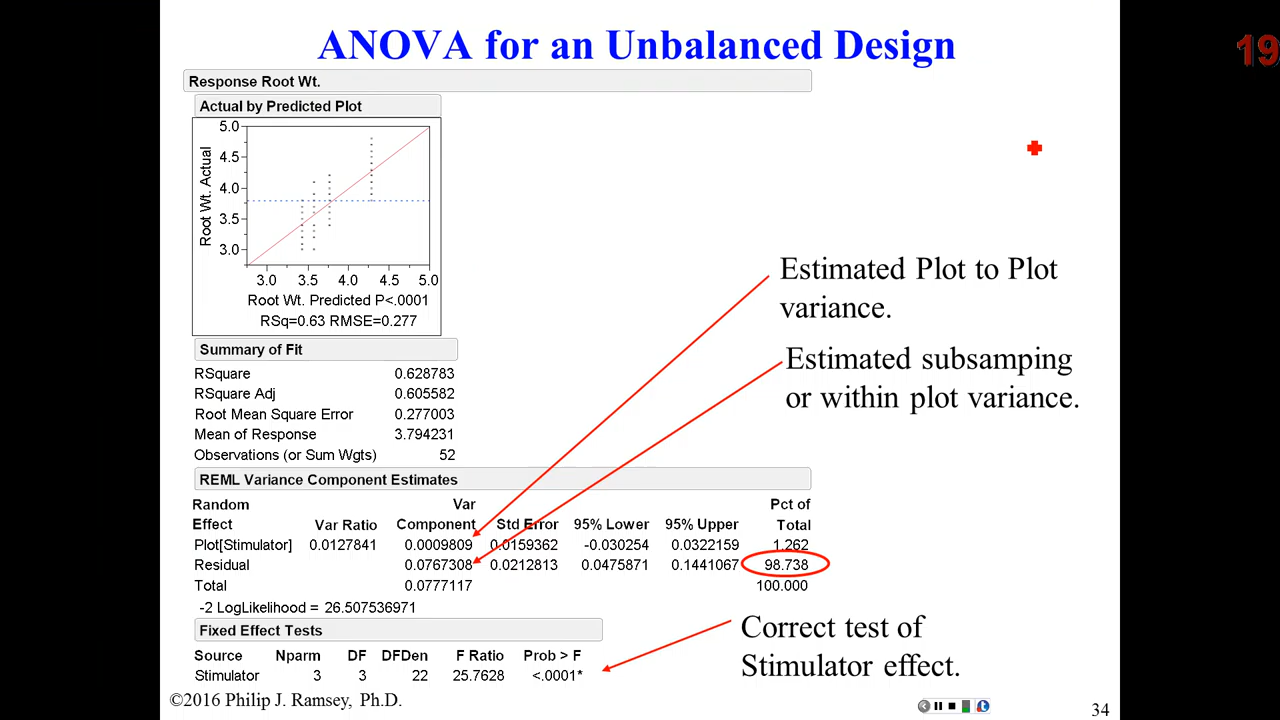 ANOVA for an Unbalanced Design
19
Response Root Wt.
Actual by Predicted Plot
5.0
4.5
4.0
3.5
3.0
Root Wt. Actual
3.0 3.5 4.0 4.5 5.0
Root Wt. Predicted P<.0001
RSq=0.63 RMSE=0.277
Estimated Plot to Plot
variance.
Estimated subsamping
or within plot variance.
Summary of Fit
RSquare 0.628783
RSquare Adj 0.605582
Root Mean Square Error 0.277003
Mean of Response 3.794231
Observations (or Sum Wgts) 52
REML Variance Component Estimates
Random Var Pct of
Effect Var Ratio Component Std Error 95% Lower 95% Upper Total
Plot[Stimulator] 0.0127841 0.0009809 0.0159362 -0.030254 0.0322159 1.262
Residual 0.0767308 0.0212813 0.0475871 0.1441067 98.738
Total 0.0777117 100.000
-2 LogLikelihood = 26.507536971
Fixed Effect Tests
Source Nparm DF DFDen F Ratio Prob > F
Stimulator 3 3 22 25.7628 <.0001*
Correct test of
Stimulator effect.
©2016 Philip J. Ramsey, Ph.D.
34